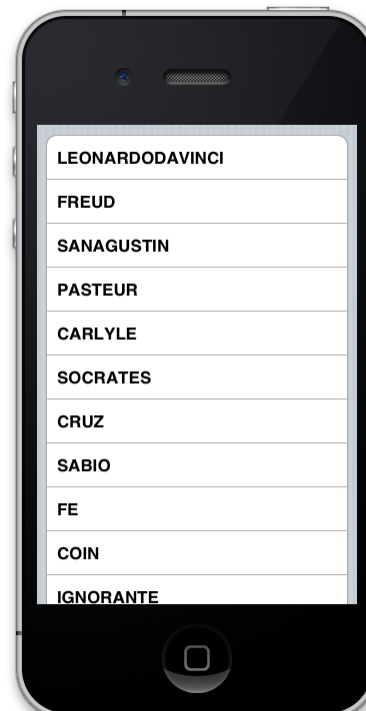 LEONARDODAVINCI
FREUD
SANAGUSTIN
PASTEUR
CARLYLE
SOCRATES
CRUZ
SABIO
FE
COIN
IGNORANTE